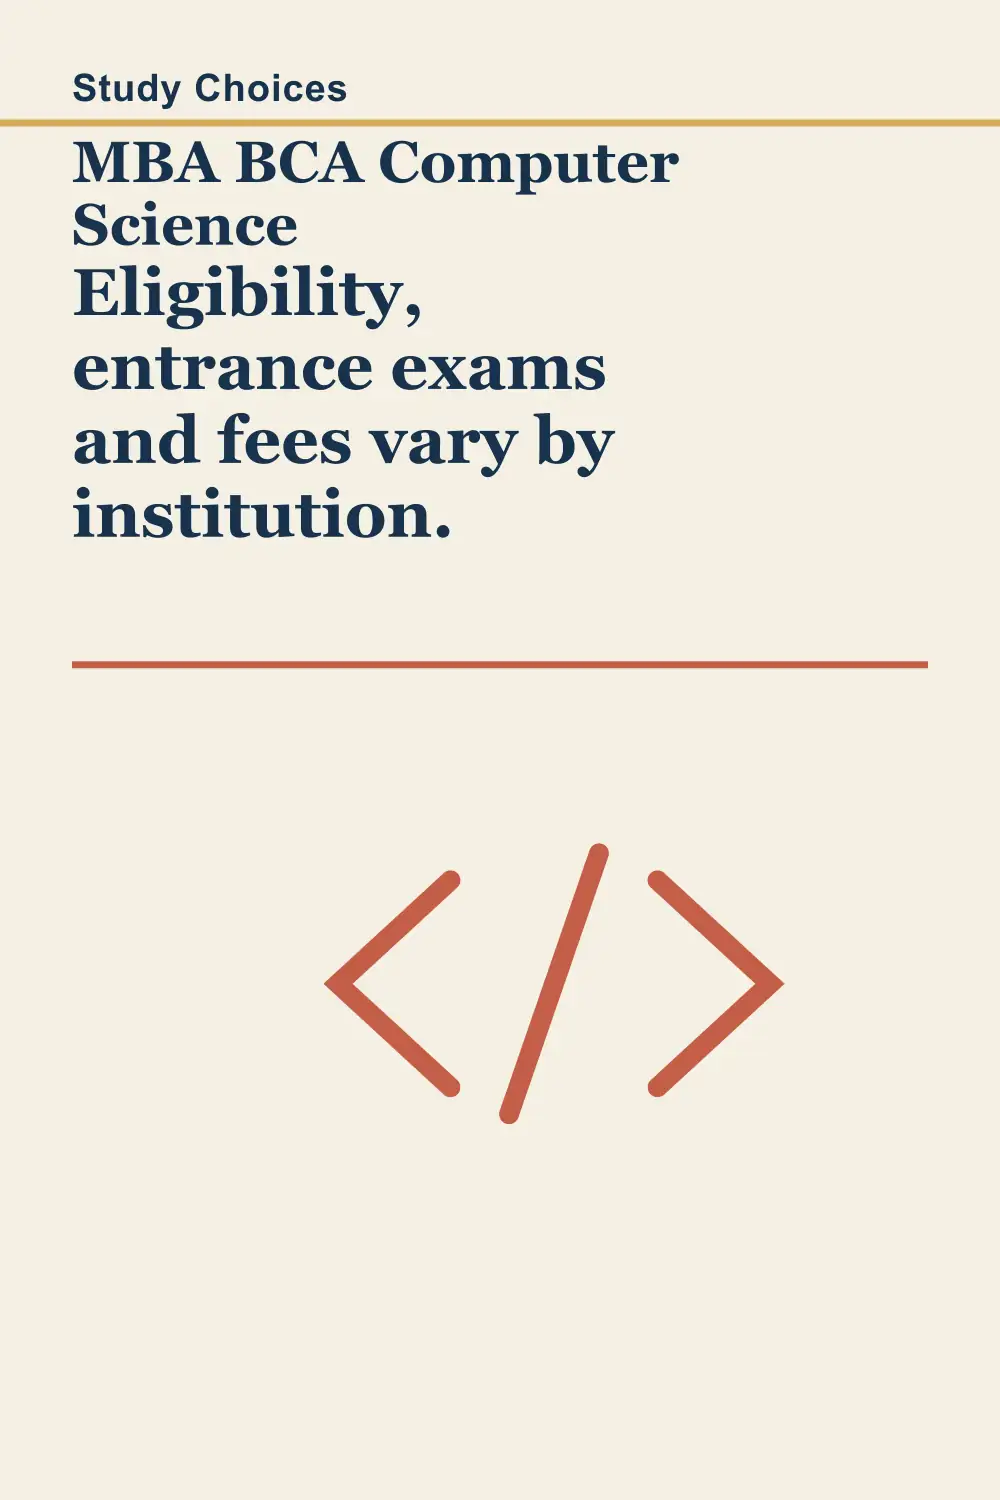 Study Choices
MBA BCA Computer
Science
Eligibility,
entrance exams
and fees vary by
institution.